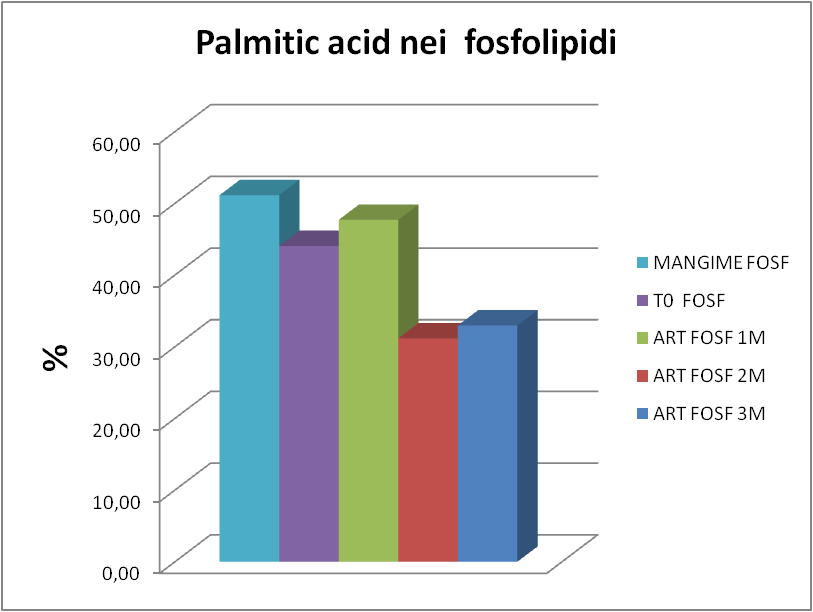 Palmitic acid nei  fosfolipidi
60,00
50,00
40,00
30,00
20,00
10,00
0,00
%
MANGIME FOSF
T0  FOSF
ART FOSF 1M
ART FOSF 2M
ART FOSF 3M